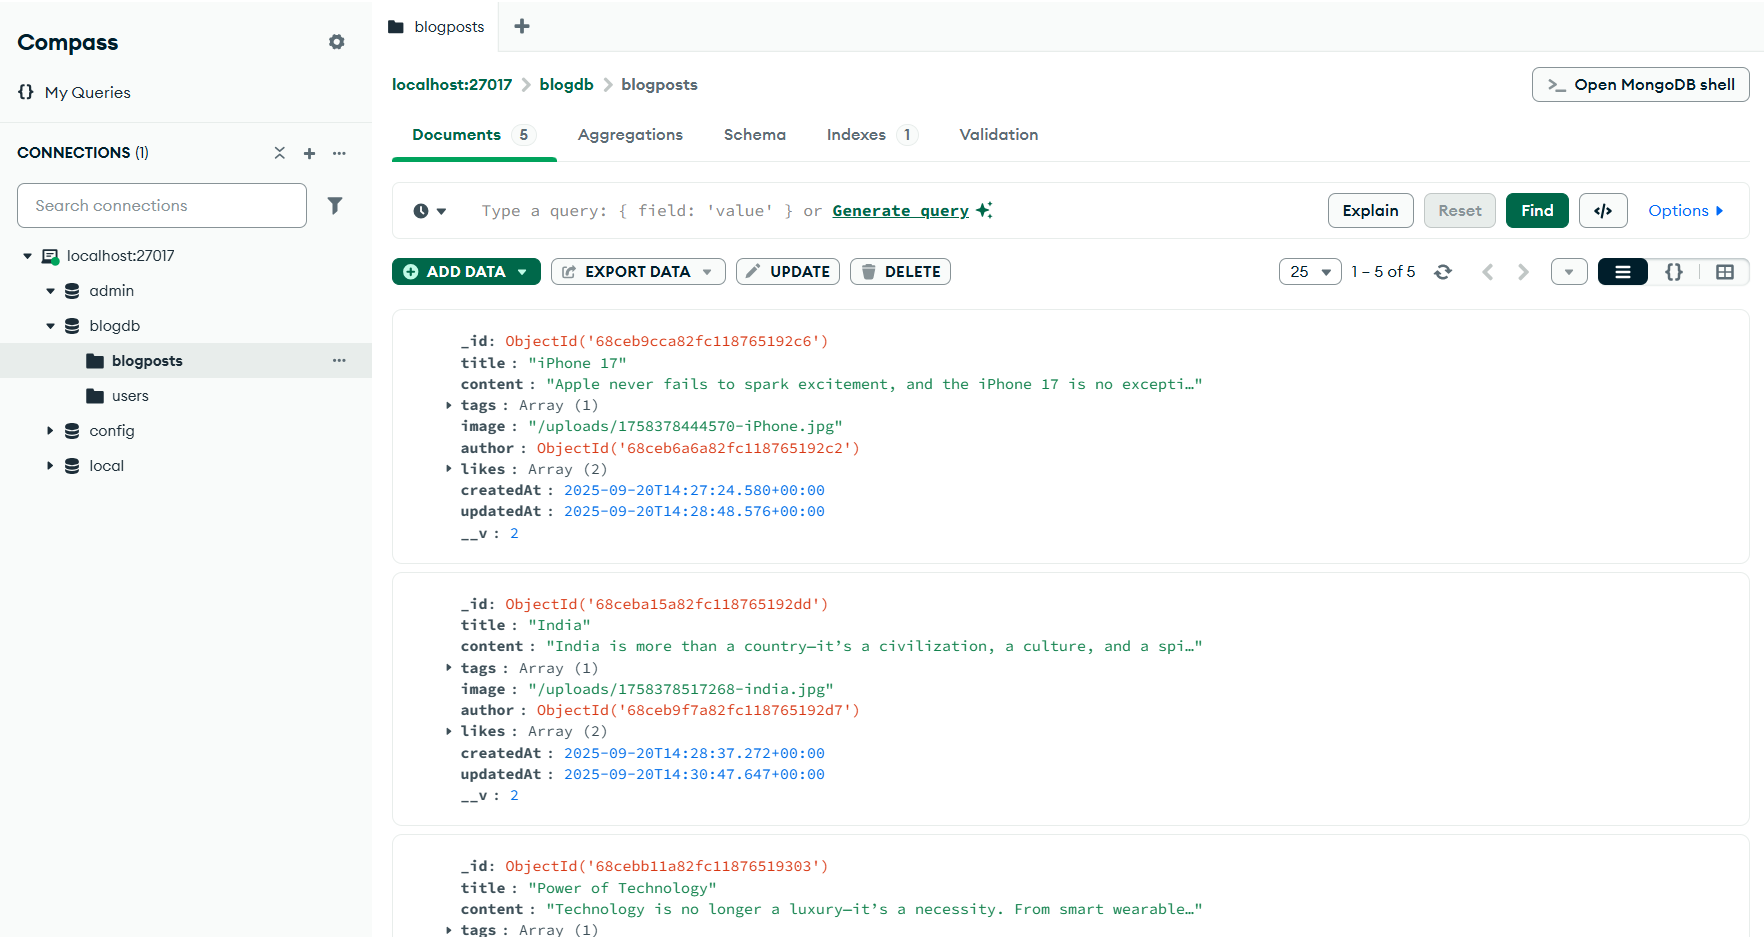 Compass
My Queries
CONNECTIONS (1)
Search connections
localhost:27017
admin
blogdb
blogposts
users
config
local
blogposts
localhost:27017 > blogdb > blogposts
>_ Open MongoDB shell
Documents 5 Aggregations Schema Indexes 1 Validation
Type a query: { field: 'value' } or Generate query
Explain Reset Find </> Options
ADD DATA EXPORT DATA UPDATE DELETE
25 1 – 5 of 5 {}
_id: ObjectId('68ceb9cca82fc118765192c6')
title : "iPhone 17"
content : "Apple never fails to spark excitement, and the iPhone 17 is no excepti…"
tags : Array (1)
image : "/uploads/1758378444570-iPhone.jpg"
author : ObjectId('68ceb6a6a82fc118765192c2')
likes : Array (2)
createdAt : 2025-09-20T14:27:24.580+00:00
updatedAt : 2025-09-20T14:28:48.576+00:00
__v : 2
_id: ObjectId('68ceba15a82fc118765192dd')
title : "India"
content : "India is more than a country—it’s a civilization, a culture, and a spi…"
tags : Array (1)
image : "/uploads/1758378517268-india.jpg"
author : ObjectId('68ceb9f7a82fc118765192d7')
likes : Array (2)
createdAt : 2025-09-20T14:28:37.272+00:00
updatedAt : 2025-09-20T14:30:47.647+00:00
__v : 2
_id: ObjectId('68cebb11a82fc11876519303')
title : "Power of Technology"
content : "Technology is no longer a luxury—it’s a necessity. From smart wearable…"
tags : Array (1)